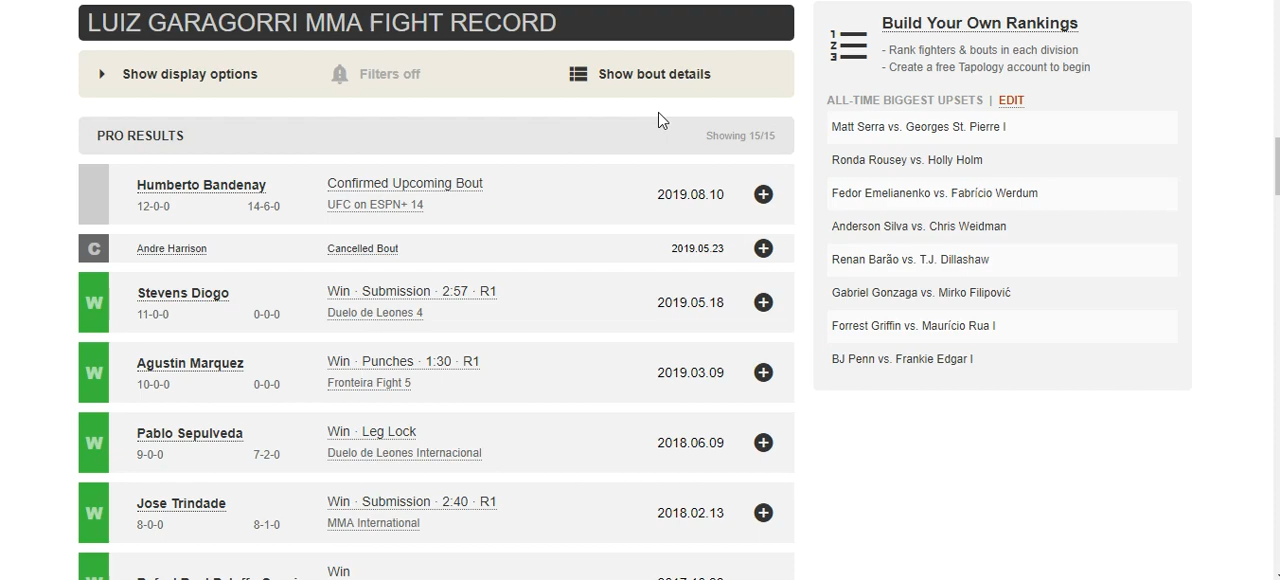 LUIZ GARAGORRI MMA FIGHT RECORD
Show display options
Filters off
Show bout details
PRO RESULTS
Showing 15/15
Humberto Bandenay
12-0-0
14-6-0
Confirmed Upcoming Bout
UFC on ESPN+ 14
2019.08.10
C
Andre Harrison
Cancelled Bout
2019.05.23
W
Stevens Diogo
11-0-0
0-0-0
Win · Submission · 2:57 · R1
Duelo de Leones 4
2019.05.18
W
Agustin Marquez
10-0-0
0-0-0
Win · Punches · 1:30 · R1
Fronteira Fight 5
2019.03.09
W
Pablo Sepulveda
9-0-0
7-2-0
Win · Leg Lock
Duelo de Leones Internacional
2018.06.09
W
Jose Trindade
8-0-0
8-1-0
Win · Submission · 2:40 · R1
MMA International
2018.02.13
W
Win
1
2
3
Build Your Own Rankings
- Rank fighters & bouts in each division
- Create a free Tapology account to begin
ALL-TIME BIGGEST UPSETS | EDIT
Matt Serra vs. Georges St. Pierre I
Ronda Rousey vs. Holly Holm
Fedor Emelianenko vs. Fabrício Werdum
Anderson Silva vs. Chris Weidman
Renan Barão vs. T.J. Dillashaw
Gabriel Gonzaga vs. Mirko Filipović
Forrest Griffin vs. Maurício Rua I
BJ Penn vs. Frankie Edgar I